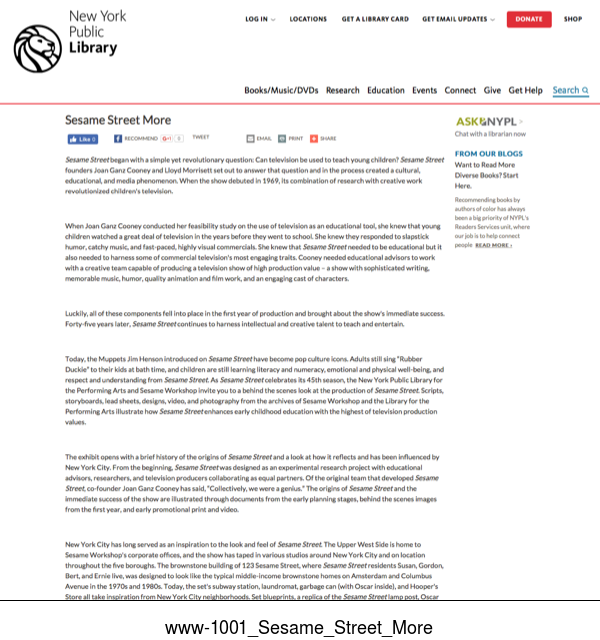 New York
Public
Library
LOG IN
LOCATIONS
GET A LIBRARY CARD
GET EMAIL UPDATES
DONATE
SHOP
Books/Music/DVDs Research Education Events Connect Give Get Help Search
Sesame Street More
Like 0
RECOMMEND
G+1 0
TWEET
EMAIL
PRINT
SHARE
Sesame Street began with a simple yet revolutionary question: Can television be used to teach young children? Sesame Street
founders Joan Ganz Cooney and Lloyd Morrisett set out to answer that question and in the process created a cultural,
educational, and media phenomenon. When the show debuted in 1969, its combination of research with creative work
revolutionized children's television.
When Joan Ganz Cooney conducted her feasibility study on the use of television as an educational tool, she knew that young
children watched a great deal of television in the years before they went to school. She knew they responded to slapstick
humor, catchy music, and fast-paced, highly visual commercials. She knew that Sesame Street needed to be educational but it
also needed to harness some of commercial television's most engaging traits. Cooney needed educational advisors to work
with a creative team capable of producing a television show of high production value – a show with sophisticated writing,
memorable music, humor, quality animation and film work, and an engaging cast of characters.
Luckily, all of these components fell into place in the first year of production and brought about the show's immediate success.
Forty-five years later, Sesame Street continues to harness intellectual and creative talent to teach and entertain.
Today, the Muppets Jim Henson introduced on Sesame Street have become pop culture icons. Adults still sing "Rubber
Duckie" to their kids at bath time, and children are still learning literacy and numeracy, emotional and physical well-being, and
respect and understanding from Sesame Street. As Sesame Street celebrates its 45th season, the New York Public Library for
the Performing Arts and Sesame Workshop invite you to a behind the scenes look at the production of Sesame Street. Scripts,
storyboards, lead sheets, designs, video, and photography from the archives of Sesame Workshop and the Library for the
Performing Arts illustrate how Sesame Street enhances early childhood education with the highest of television production
values.
The exhibit opens with a brief history of the origins of Sesame Street and a look at how it reflects and has been influenced by
New York City. From the beginning, Sesame Street was designed as an experimental research project with educational
advisors, researchers, and television producers collaborating as equal partners. Of the original team that developed Sesame
Street, co-founder Joan Ganz Cooney has said, "Collectively, we were a genius." The origins of Sesame Street and the
immediate success of the show are illustrated through documents from the early planning stages, behind the scenes images
from the first year, and early promotional print and video.
New York City has long served as an inspiration to the look and feel of Sesame Street. The Upper West Side is home to
Sesame Workshop's corporate offices, and the show has taped in various studios around New York City and on location
throughout the five boroughs. The brownstone building of 123 Sesame Street, where Sesame Street residents Susan, Gordon,
Bert, and Ernie live, was designed to look like the typical middle-income brownstone homes on Amsterdam and Columbus
Avenue in the 1970s and 1980s. Today, the set's subway station, laundromat, garbage can (with Oscar inside), and Hooper's
Store all take inspiration from New York City neighborhoods. Set blueprints, a replica of the Sesame Street lamp post, Oscar
ASK NYPL >
Chat with a librarian now
FROM OUR BLOGS
Want to Read More
Diverse Books? Start
Here.
Recommending books by
authors of color has always
been a big priority of NYPL's
Readers Services unit, where
our job is to help connect
people READ MORE ›
www-1001_Sesame_Street_More